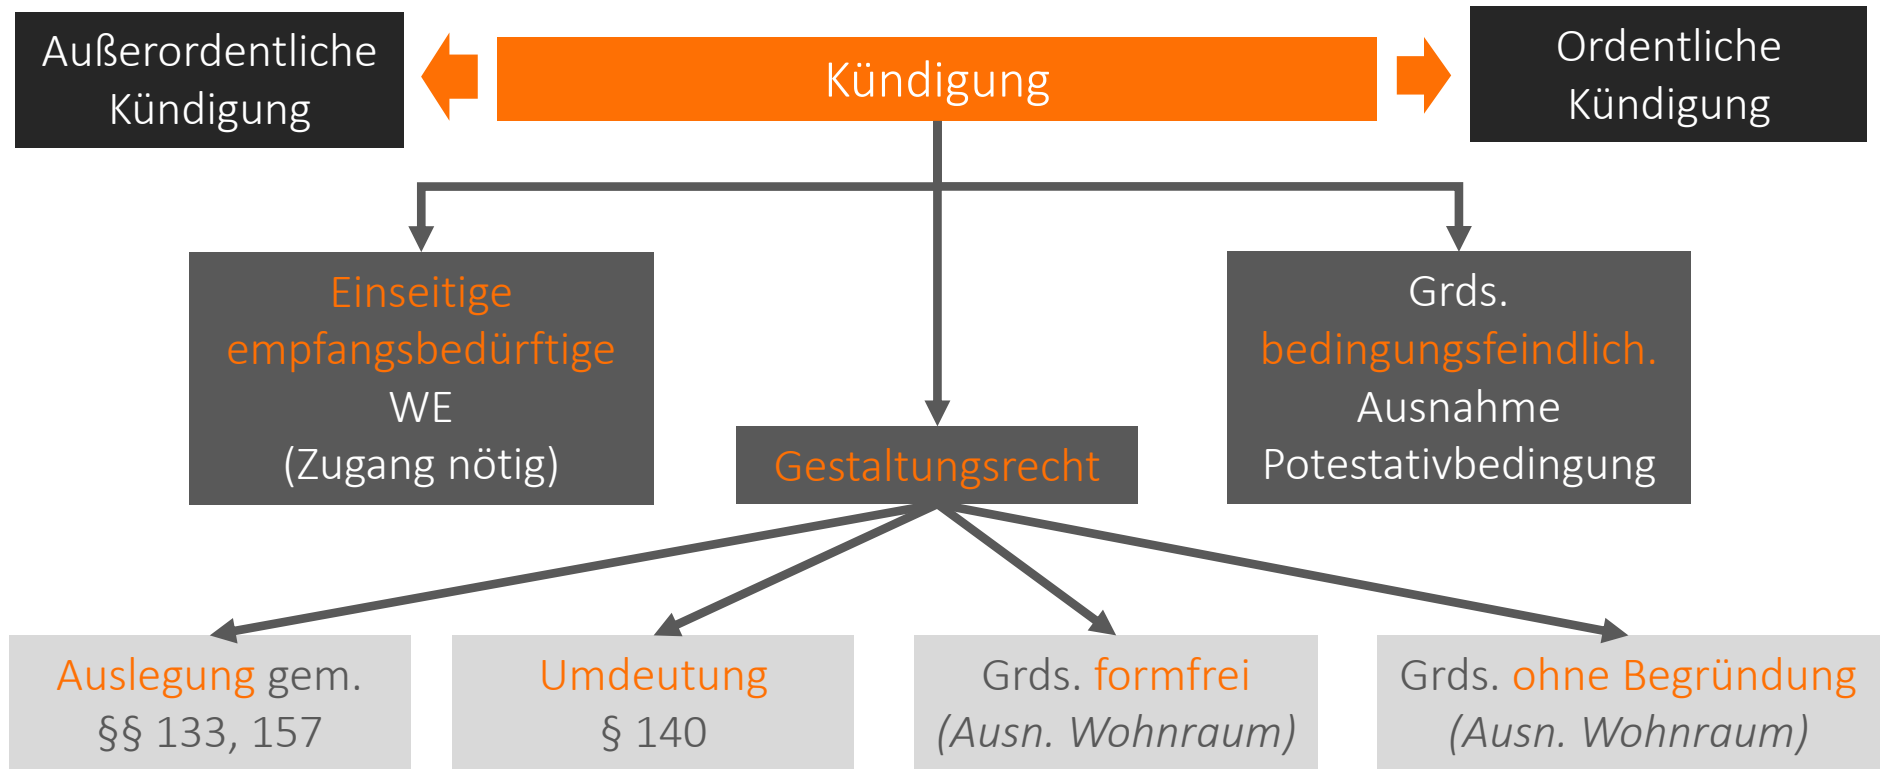 Außerordentliche
Kündigung
Kündigung
Ordentliche
Kündigung
Einseitige
empfangsbedürftige
WE
(Zugang nötig)
Gestaltungsrecht
Grds.
bedingungsfeindlich.
Ausnahme
Potestativbedingung
Auslegung gem.
§§ 133, 157
Umdeutung
§ 140
Grds. formfrei
(Ausn. Wohnraum)
Grds. ohne Begründung
(Ausn. Wohnraum)